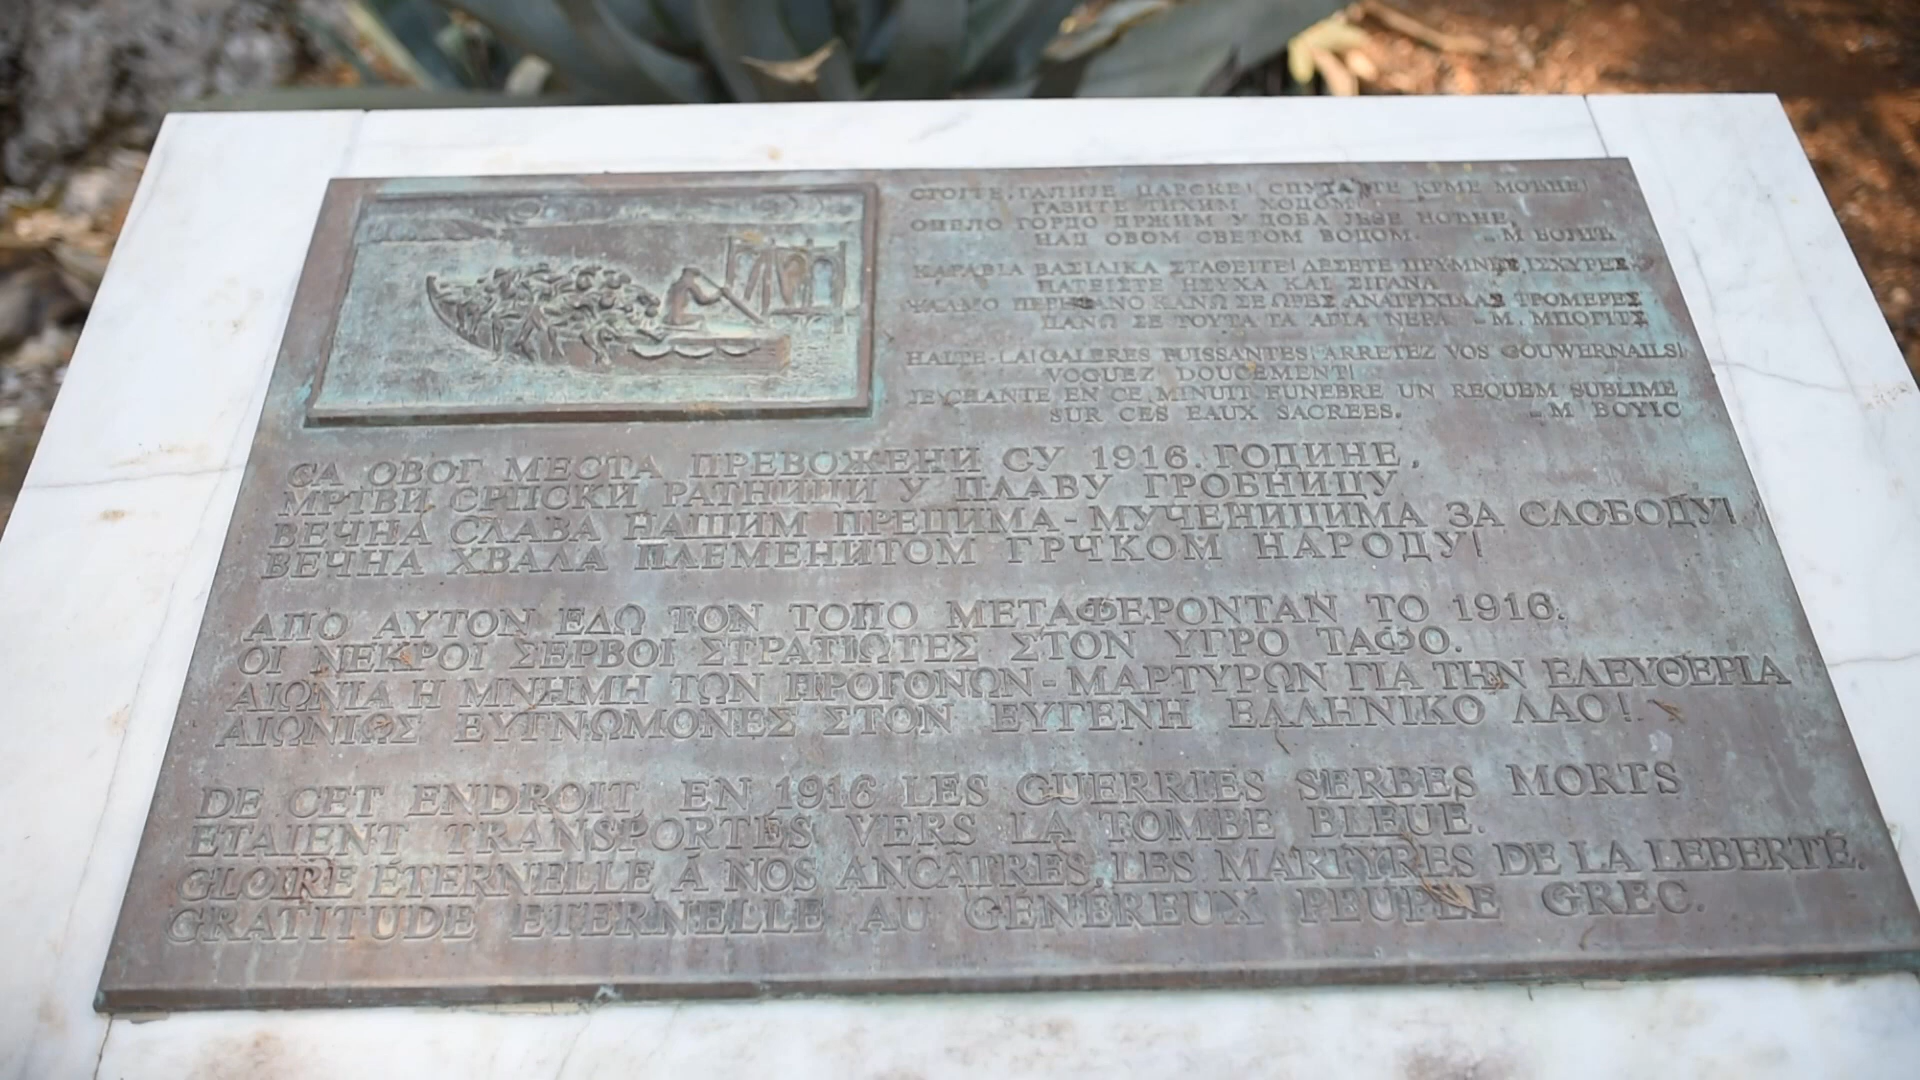 СТОЈТЕ, ГАЛИЈЕ ЦАРСКЕ! СПУТАЈТЕ КРМЕ МОЋНЕ!
ГАЗИТЕ ТИХИМ ХОДОМ!
ОПЕЛО ГОРДО ДРЖИМ У ДОБА ЈЕЗЕ НОЋНЕ,
НАД ОВОМ СВЕТОМ ВОДОМ. – М БОЈИЋ
ΚΑΡΑΒΙΑ ΒΑΣΙΛΙΚΑ ΣΤΑΘΕΙΤΕ! ΔΕΣΕΤΕ ΠΡΥΜΝΕΣ ΙΣΧΥΡΕΣ
ΠΑΤΕΙΣΤΕ ΗΣΥΧΑ ΚΑΙ ΣΙΓΑΝΑ
ΨΑΛΜΟ ΠΕΡΗΦΑΝΟ ΚΑΝΩ ΣΕ ΩΡΕΣ ΑΝΑΤΡΙΧΙΛΑΣ ΤΡΟΜΕΡΕΣ
ΠΑΝΩ ΣΕ ΤΟΥΤΑ ΤΑ ΑΓΙΑ ΝΕΡΑ – Μ. ΜΠΟΓΙΤΣ
HALTE-LA! GALERES PUISSANTES! ARRETEZ VOS GOUWERNAILS!
VOGUEZ DOUCEMENT!
JE CHANTE EN CE MINUIT FUNEBRE UN REQUEM SUBLIME
SUR CES EAUX SACREES. – M BOYIC
СА ОВОГ МЕСТА ПРЕВОЖЕНИ СУ 1916. ГОДИНЕ,
МРТВИ СРПСКИ РАТНИЦИ У ПЛАВУ ГРОБНИЦУ
ВЕЧНА СЛАВА НАШИМ ПРЕЦИМА - МУЧЕНИЦИМА ЗА СЛОБОДУ!
ВЕЧНА ХВАЛА ПЛЕМЕНИТОМ ГРЧКОМ НАРОДУ!
ΑΠΟ ΑΥΤΟΝ ΕΔΩ ΤΟΝ ΤΟΠΟ ΜΕΤΑΦΕΡΟΝΤΑΝ ΤΟ 1916.
ΟΙ ΝΕΚΡΟΙ ΣΕΡΒΟΙ ΣΤΡΑΤΙΩΤΕΣ ΣΤΟΝ ΥΓΡΟ ΤΑΦΟ.
ΑΙΩΝΙΑ Η ΜΝΗΜΗ ΤΩΝ ΠΡΟΓΟΝΩΝ - ΜΑΡΤΥΡΩΝ ΓΙΑ ΤΗΝ ΕΛΕΥΘΕΡΙΑ
ΑΙΩΝΙΩΣ ΕΥΓΝΩΜΟΝΕΣ ΣΤΟΝ ΕΥΓΕΝΗ ΕΛΛΗΝΙΚΟ ΛΑΟ!
DE CET ENDROIT EN 1916 LES GUERRIES SERBES MORTS
ETAIENT TRANSPORTES VERS LA TOMBE BLEUE.
GLOIRE ÉTERNELLE Á NOS ANCÂTRES, LES MARTYRES DE LA LEBERTÉ.
GRATITUDE ETERNELLE AU GÉNÉREUX PEUPLE GREC.